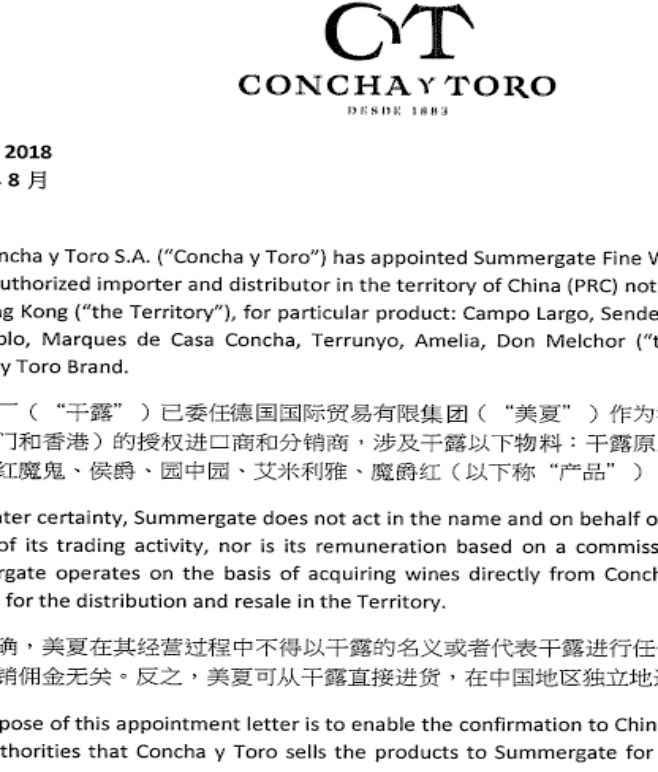 CT
CONCHA Y TORO
DESDE 1883
2018
8 月
ncha y Toro S.A. (“Concha y Toro”) has appointed Summergate Fine W
uthorized importer and distributor in the territory of China (PRC) not
ng Kong (“the Territory”), for particular product: Campo Largo, Sende
blo, Marques de Casa Concha, Terrunyo, Amelia, Don Melchor (“t
y Toro Brand.
厂（“干露”）已委任德国国际贸易有限集团（“美夏”）作为
门和香港）的授权进口商和分销商，涉及干露以下物料：干露原
红魔鬼、侯爵、园中园、艾米利雅、魔爵红（以下称“产品”）
ater certainty, Summergate does not act in the name and on behalf o
of its trading activity, nor is its remuneration based on a commiss
rgate operates on the basis of acquiring wines directly from Conch
for the distribution and resale in the Territory.
确，美夏在其经营过程中不得以干露的名义或者代表干露进行任
销佣金无关。反之，美夏可从干露直接进货，在中国地区独立地
pose of this appointment letter is to enable the confirmation to Chin
uthorities that Concha y Toro sells the products to Summergate for